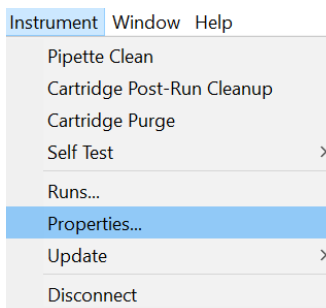 Instrument Window Help
Pipette Clean
Cartridge Post-Run Cleanup
Cartridge Purge
Self Test
Runs...
Properties...
Update
Disconnect